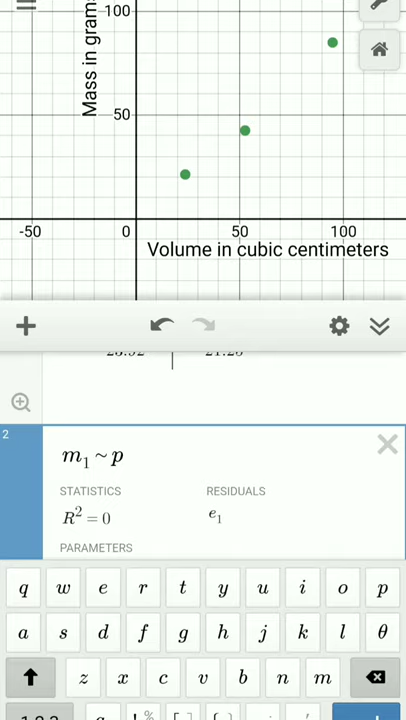 100
Mass in grams
50
-50 0 50 100
Volume in cubic centimeters
2
m₁ ~ p
STATISTICS RESIDUALS
R² = 0 e₁
PARAMETERS
q w e r t y u i o p
a s d f g h j k l θ
z x c v b n m